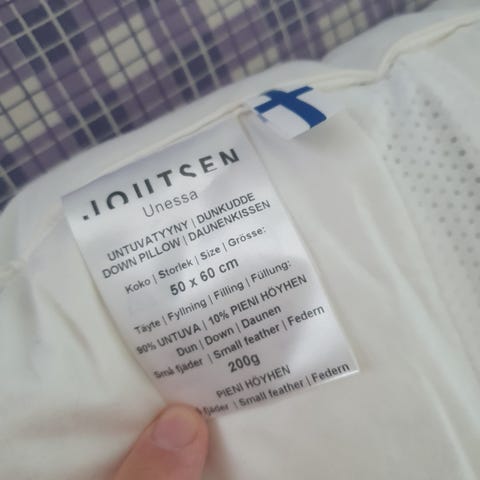 JOUTSEN
Unessa
UNTUVATYYNY | DUNKUDDE
DOWN PILLOW | DAUNENKISSEN
Koko | Storlek | Size | Grösse:
50 x 60 cm
Täyte | Fyllning | Filling | Füllung:
90% UNTUVA | 10% PIENI HÖYHEN
Dun | Down | Daunen
Små fjäder | Small feather | Federn
200g
PIENI HÖYHEN
fjäder | Small feather | Federn